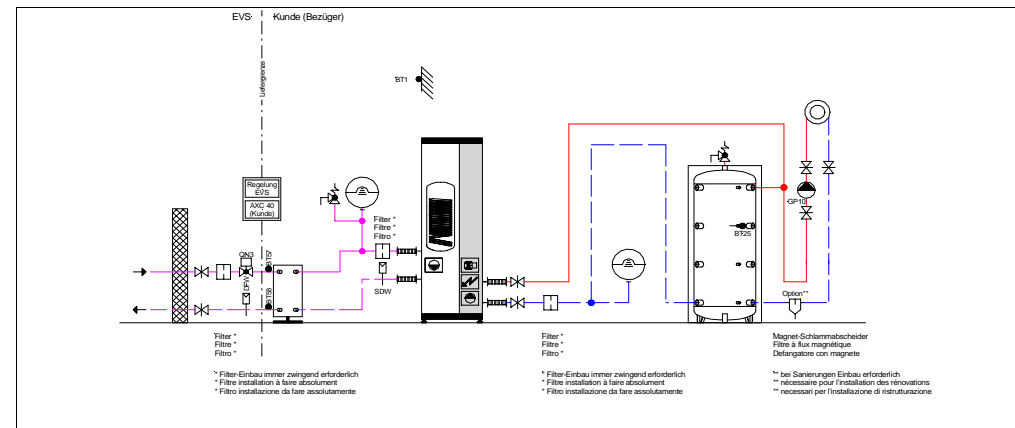 EVS
Kunde (Bezüger)
Liefergrenze
BT1
Regelung
EVS
AXC 40
(Kunde)
Filter *
Filtre *
Filtro *
QN3
BT57
DFW
BT58
SDW
GP10
BT25
Option**
Filter *
Filtre *
Filtro *
* Filter-Einbau immer zwingend erforderlich
* Filtre installation à faire absolument
* Filtro installazione da fare assolutamente
Filter *
Filtre *
Filtro *
* Filter-Einbau immer zwingend erforderlich
* Filtre installation à faire absolument
* Filtro installazione da fare assolutamente
Magnet-Schlammabscheider
Filtre à flux magnétique
Defangatore con magnete
** bei Sanierungen Einbau erforderlich
** nécessaire pour l'installation des rénovations
** necessari per l'installazione di ristrutturazione